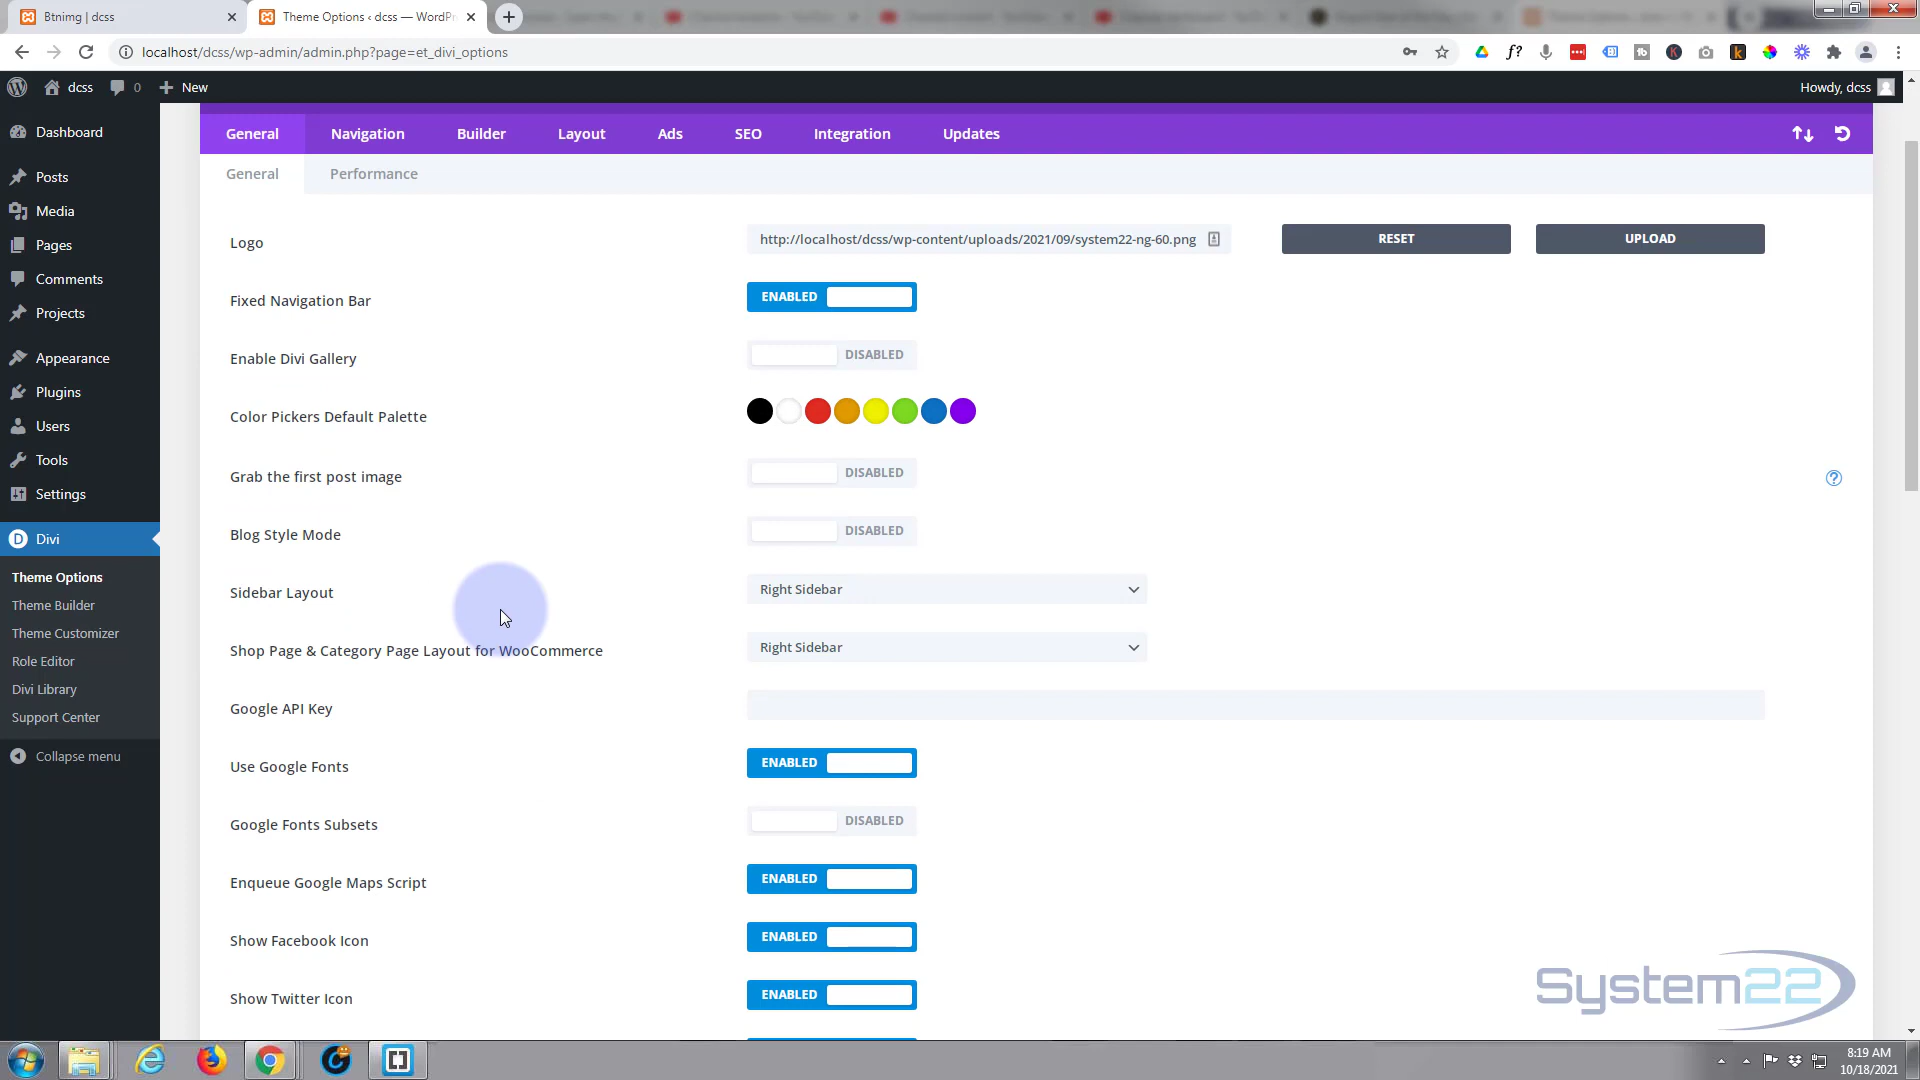 Btnimg | dcss
Theme Options ‹ dcss — WordPr
localhost/dcss/wp-admin/admin.php?page=et_divi_options
dcss
0
New
Howdy, dcss
Dashboard
Posts
Media
Pages
Comments
Projects
Appearance
Plugins
Users
Tools
Settings
Divi
Theme Options
Theme Builder
Theme Customizer
Role Editor
Divi Library
Support Center
Collapse menu
General
Navigation
Builder
Layout
Ads
SEO
Integration
Updates
General
Performance
Logo
http://localhost/dcss/wp-content/uploads/2021/09/system22-ng-60.png
RESET
UPLOAD
Fixed Navigation Bar
ENABLED
Enable Divi Gallery
DISABLED
Color Pickers Default Palette
Grab the first post image
DISABLED
Blog Style Mode
DISABLED
Sidebar Layout
Right Sidebar
Shop Page & Category Page Layout for WooCommerce
Right Sidebar
Google API Key
Use Google Fonts
ENABLED
Google Fonts Subsets
DISABLED
Enqueue Google Maps Script
ENABLED
Show Facebook Icon
ENABLED
Show Twitter Icon
ENABLED
System22
8:19 AM
10/18/2021